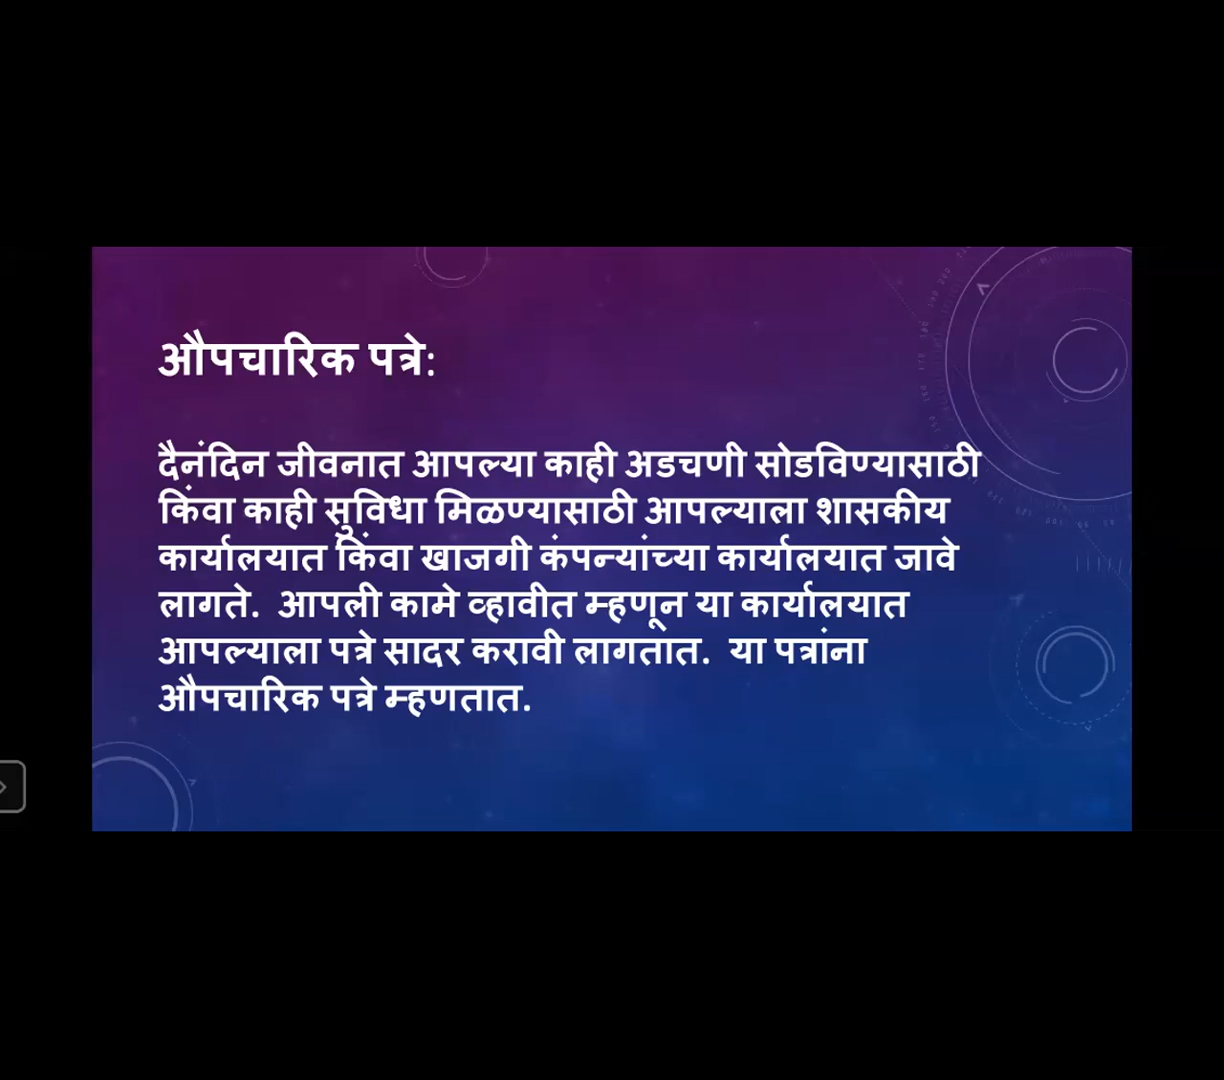 औपचारिक पत्रे:
दैनंदिन जीवनात आपल्या काही अडचणी सोडविण्यासाठी
किंवा काही सुविधा मिळण्यासाठी आपल्याला शासकीय
कार्यालयात किंवा खाजगी कंपन्यांच्या कार्यालयात जावे
लागते.  आपली कामे व्हावीत म्हणून या कार्यालयात
आपल्याला पत्रे सादर करावी लागतात.  या पत्रांना
औपचारिक पत्रे म्हणतात.